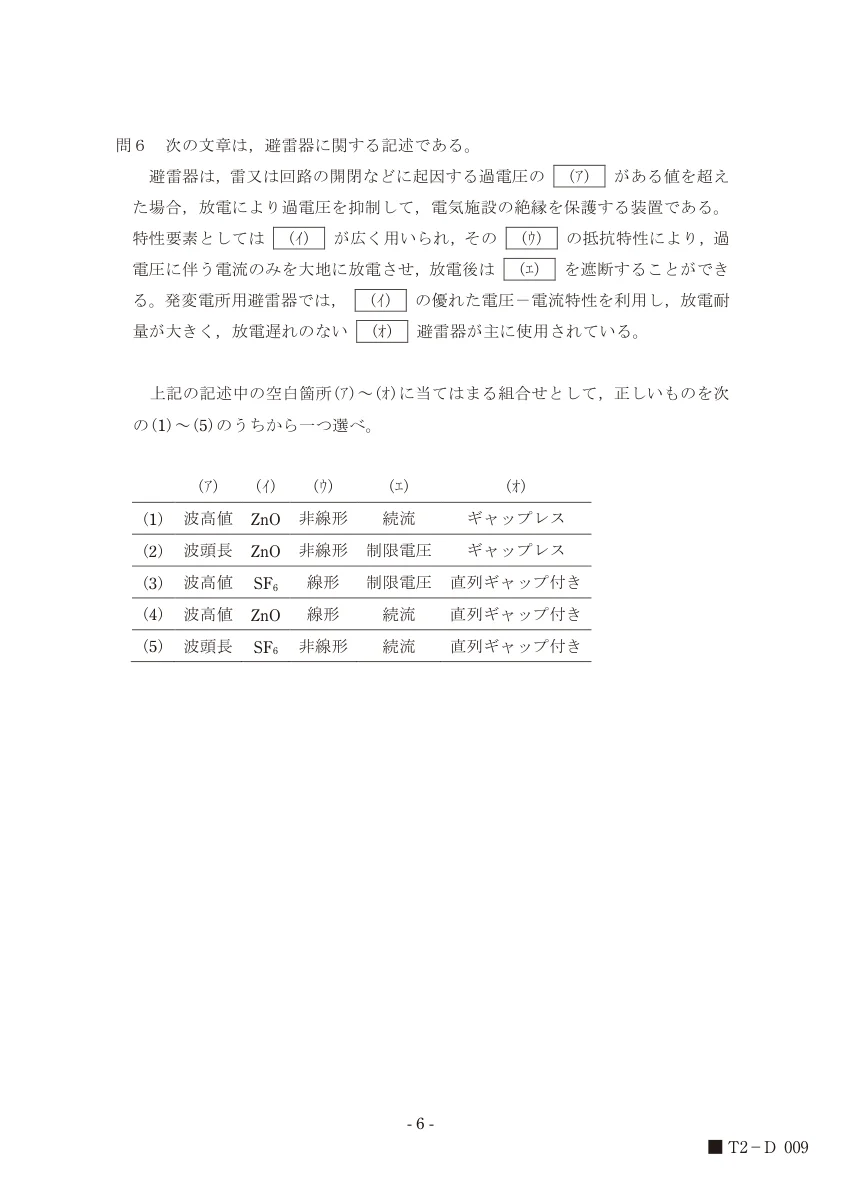 問６　次の文章は，避雷器に関する記述である。
避雷器は，雷又は回路の開閉などに起因する過電圧の (ｱ) がある値を超え
た場合，放電により過電圧を抑制して，電気施設の絶縁を保護する装置である。
特性要素としては (ｲ) が広く用いられ，その (ｳ) の抵抗特性により，過
電圧に伴う電流のみを大地に放電させ，放電後は (ｴ) を遮断することができ
る。発変電所用避雷器では， (ｲ) の優れた電圧－電流特性を利用し，放電耐
量が大きく，放電遅れのない (ｵ) 避雷器が主に使用されている。
上記の記述中の空白箇所(ｱ)～(ｵ)に当てはまる組合せとして，正しいものを次
の(1)～(5)のうちから一つ選べ。
(ｱ) (ｲ) (ｳ) (ｴ) (ｵ)
(1) 波高値 ZnO 非線形 続流 ギャップレス
(2) 波頭長 ZnO 非線形 制限電圧 ギャップレス
(3) 波高値 SF₆ 線形 制限電圧 直列ギャップ付き
(4) 波高値 ZnO 線形 続流 直列ギャップ付き
(5) 波頭長 SF₆ 非線形 続流 直列ギャップ付き
- 6 -
■ T2－D 009